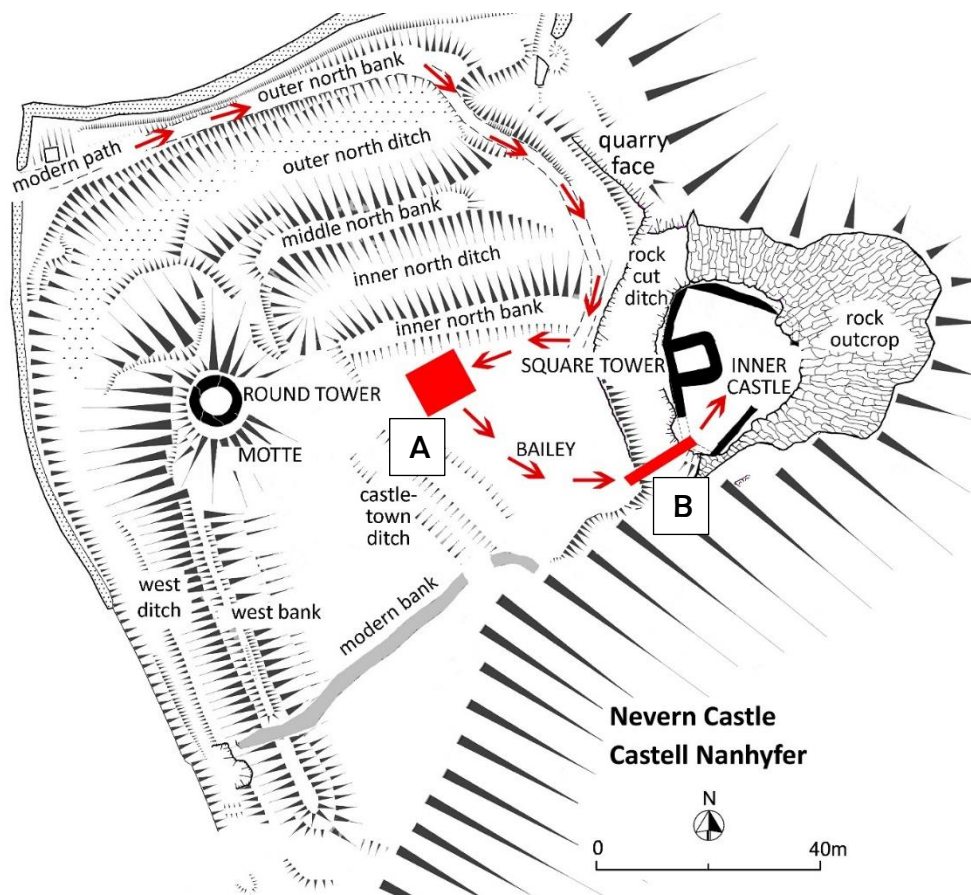 outer north bank
modern path
outer north ditch
quarry
face
middle north bank
inner north ditch
rock
cut
ditch
inner north bank
rock
outcrop
SQUARE TOWER
INNER
CASTLE
ROUND TOWER
A
BAILEY
MOTTE
castle-
town
ditch
B
west
ditch
west bank
modern bank
Nevern Castle
Castell Nanhyfer
N
0
40m